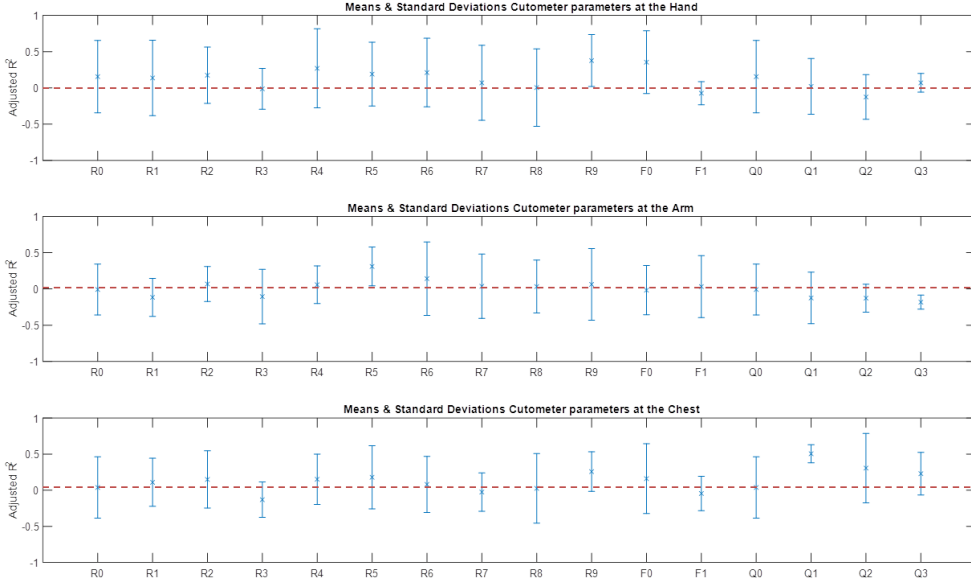 Means & Standard Deviations Cutometer parameters at the Hand
Adjusted R²
1
0.5
0
-0.5
-1
R0 R1 R2 R3 R4 R5 R6 R7 R8 R9 F0 F1 Q0 Q1 Q2 Q3
Means & Standard Deviations Cutometer parameters at the Arm
Adjusted R²
1
0.5
0
-0.5
-1
R0 R1 R2 R3 R4 R5 R6 R7 R8 R9 F0 F1 Q0 Q1 Q2 Q3
Means & Standard Deviations Cutometer parameters at the Chest
Adjusted R²
1
0.5
0
-0.5
-1
R0 R1 R2 R3 R4 R5 R6 R7 R8 R9 F0 F1 Q0 Q1 Q2 Q3